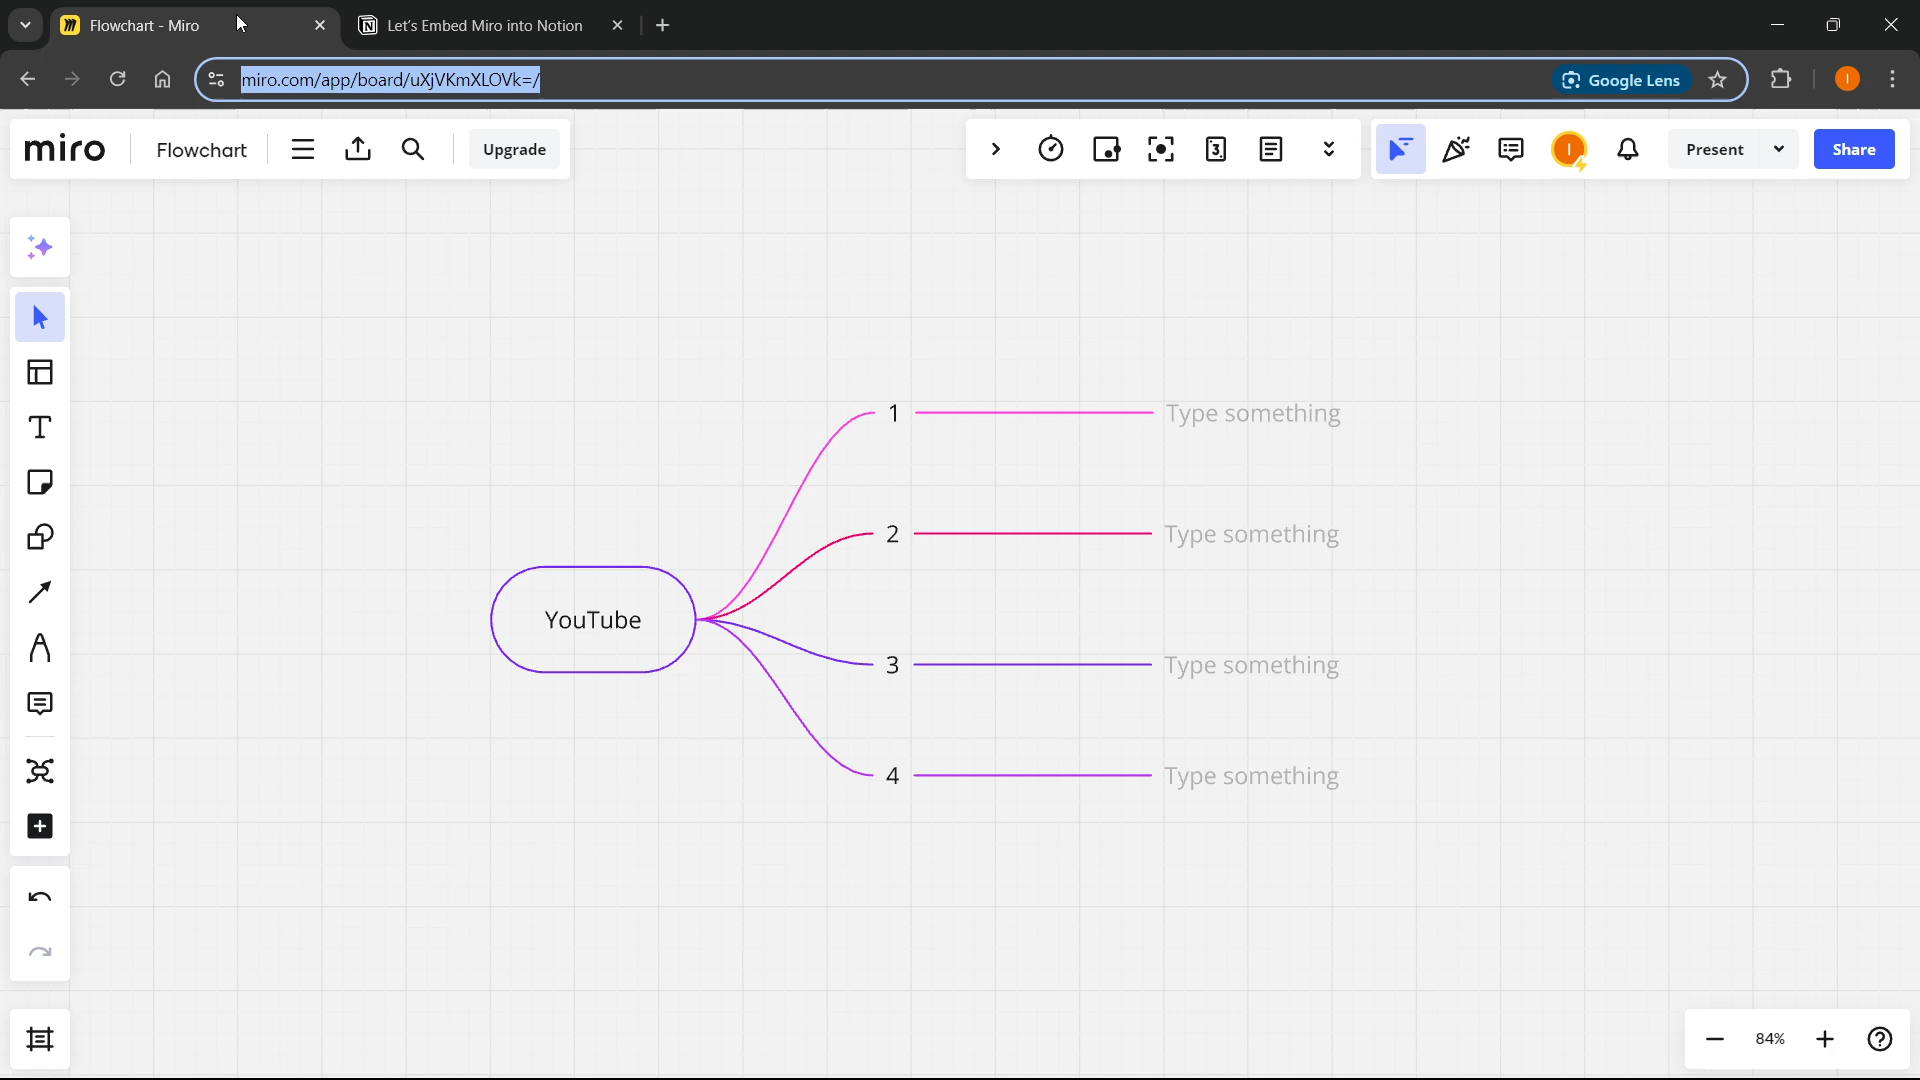 Flowchart - Miro
Let's Embed Miro into Notion
miro.com/app/board/uXjVKmXLOVk=/
Google Lens
I
miro
Flowchart
Upgrade
3
I
Present
Share
1
Type something
2
Type something
YouTube
3
Type something
4
Type something
84%